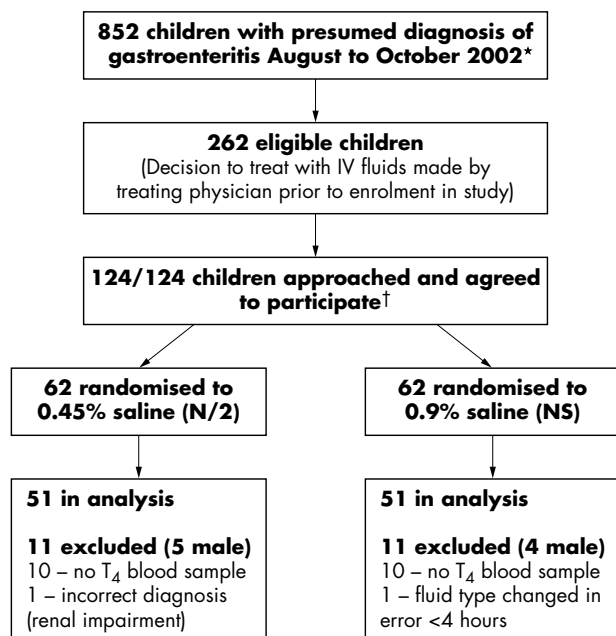 852 children with presumed diagnosis of
gastroenteritis August to October 2002★
262 eligible children
(Decision to treat with IV fluids made by
treating physician prior to enrolment in study)
124/124 children approached and agreed
to participate†
62 randomised to
0.45% saline (N/2)
62 randomised to
0.9% saline (NS)
51 in analysis
11 excluded (5 male)
10 – no T₄ blood sample
1 – incorrect diagnosis
(renal impairment)
51 in analysis
11 excluded (4 male)
10 – no T₄ blood sample
1 – fluid type changed in
error <4 hours